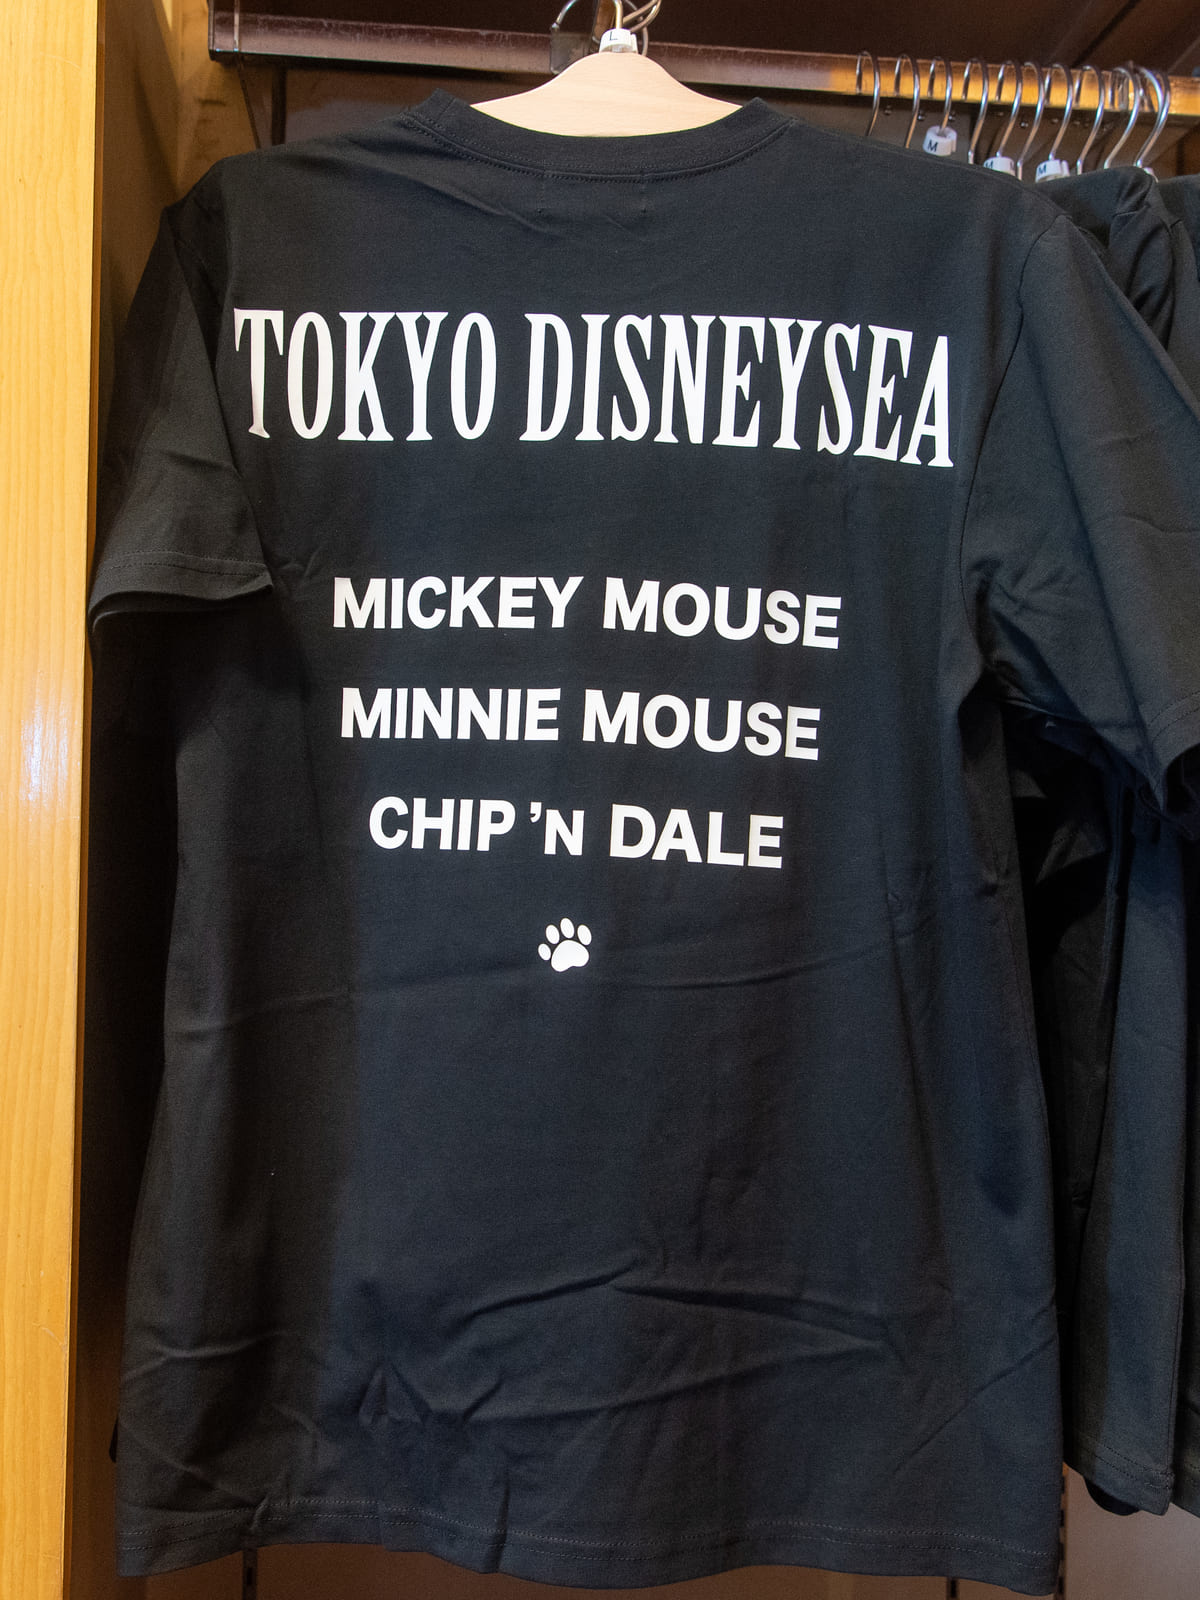 L
M
M
M
TOKYO DISNEYSEA
MICKEY MOUSE
MINNIE MOUSE
CHIP ’N DALE